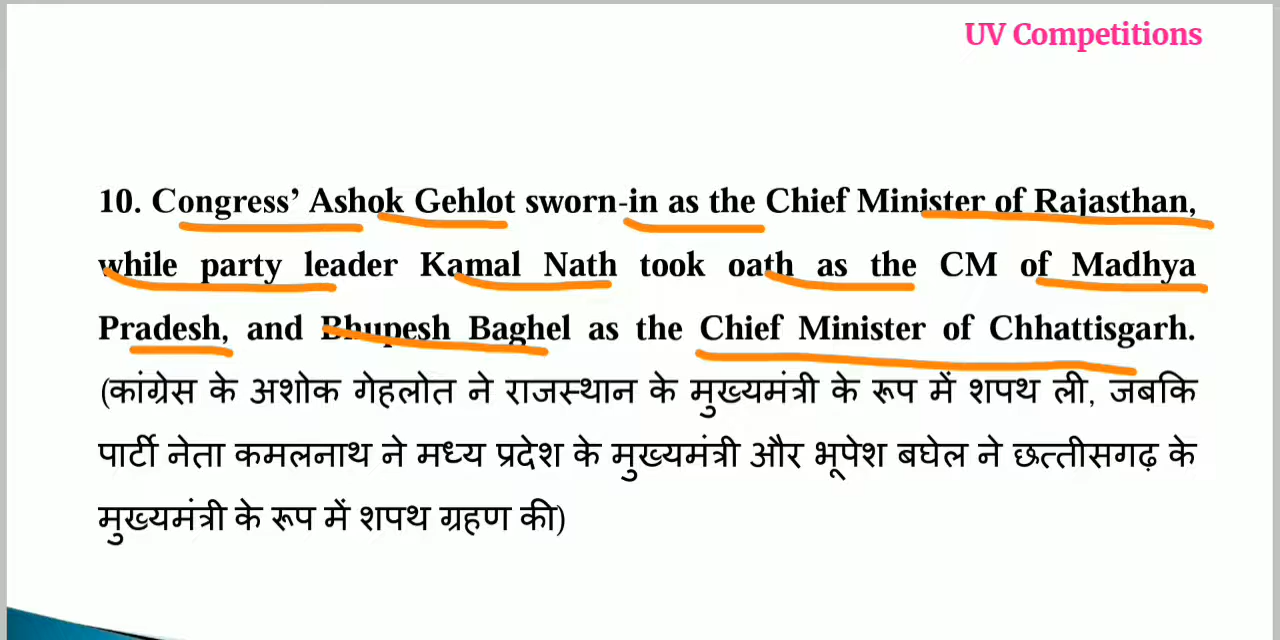 UV Competitions
10. Congress’ Ashok Gehlot sworn-in as the Chief Minister of Rajasthan,
while party leader Kamal Nath took oath as the CM of Madhya
Pradesh, and Bhupesh Baghel as the Chief Minister of Chhattisgarh.
(कांग्रेस के अशोक गेहलोत ने राजस्थान के मुख्यमंत्री के रूप में शपथ ली, जबकि
पार्टी नेता कमलनाथ ने मध्य प्रदेश के मुख्यमंत्री और भूपेश बघेल ने छत्तीसगढ़ के
मुख्यमंत्री के रूप में शपथ ग्रहण की)